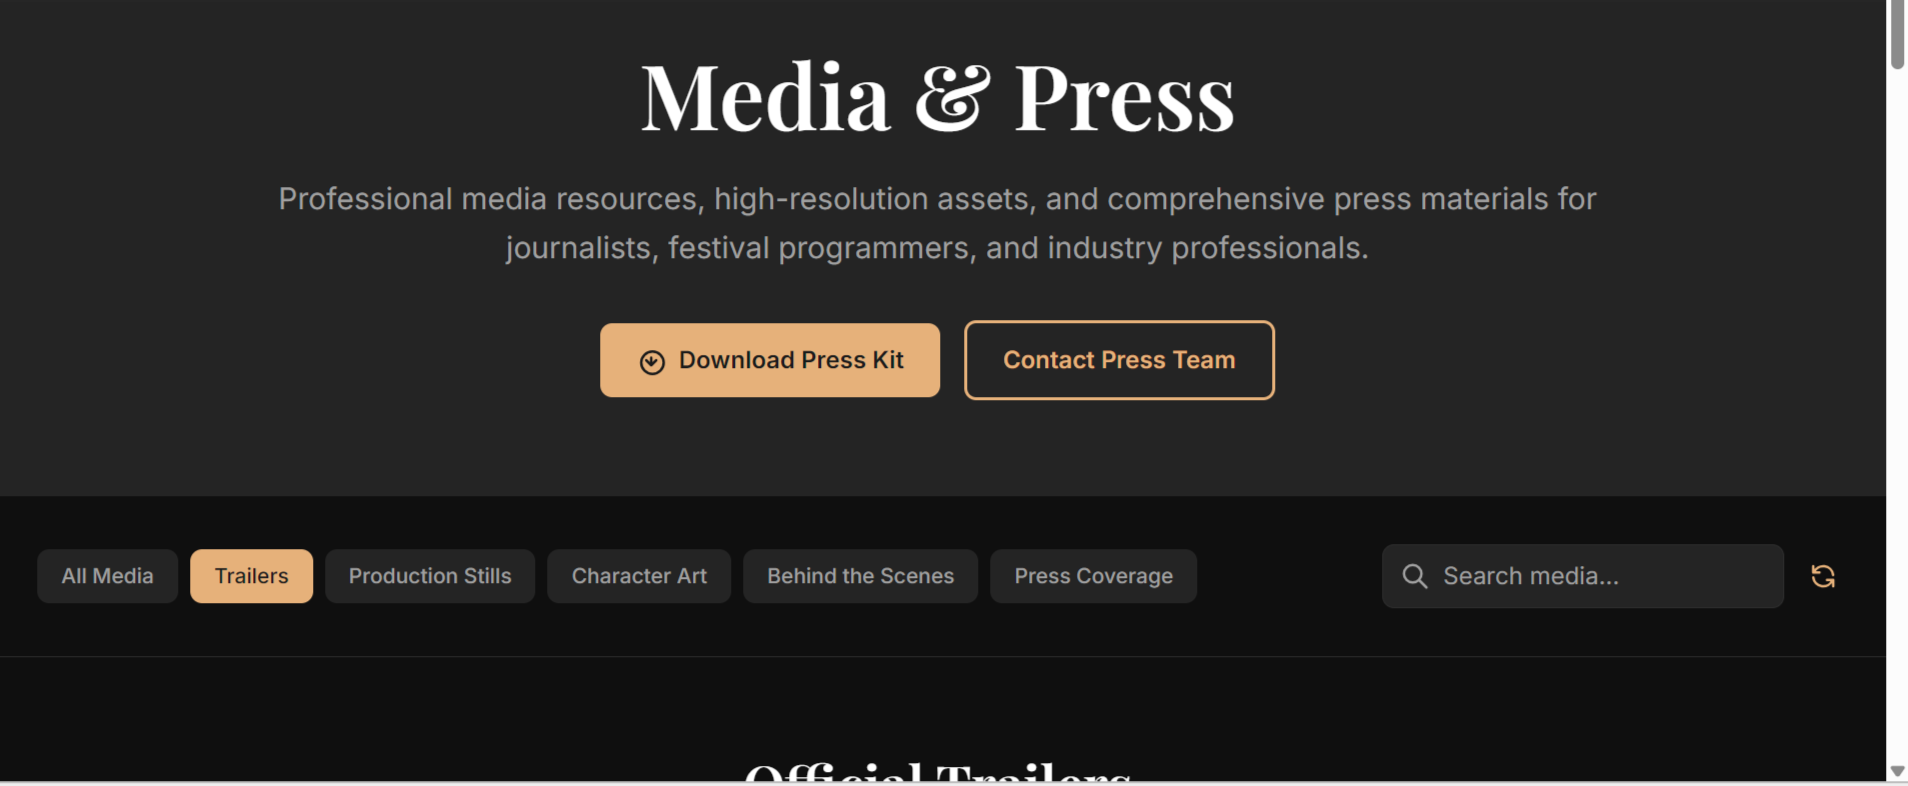 Media & Press
Professional media resources, high-resolution assets, and comprehensive press materials for
journalists, festival programmers, and industry professionals.
Download Press Kit
Contact Press Team
All Media
Trailers
Production Stills
Character Art
Behind the Scenes
Press Coverage
Search media...
Official Trailers